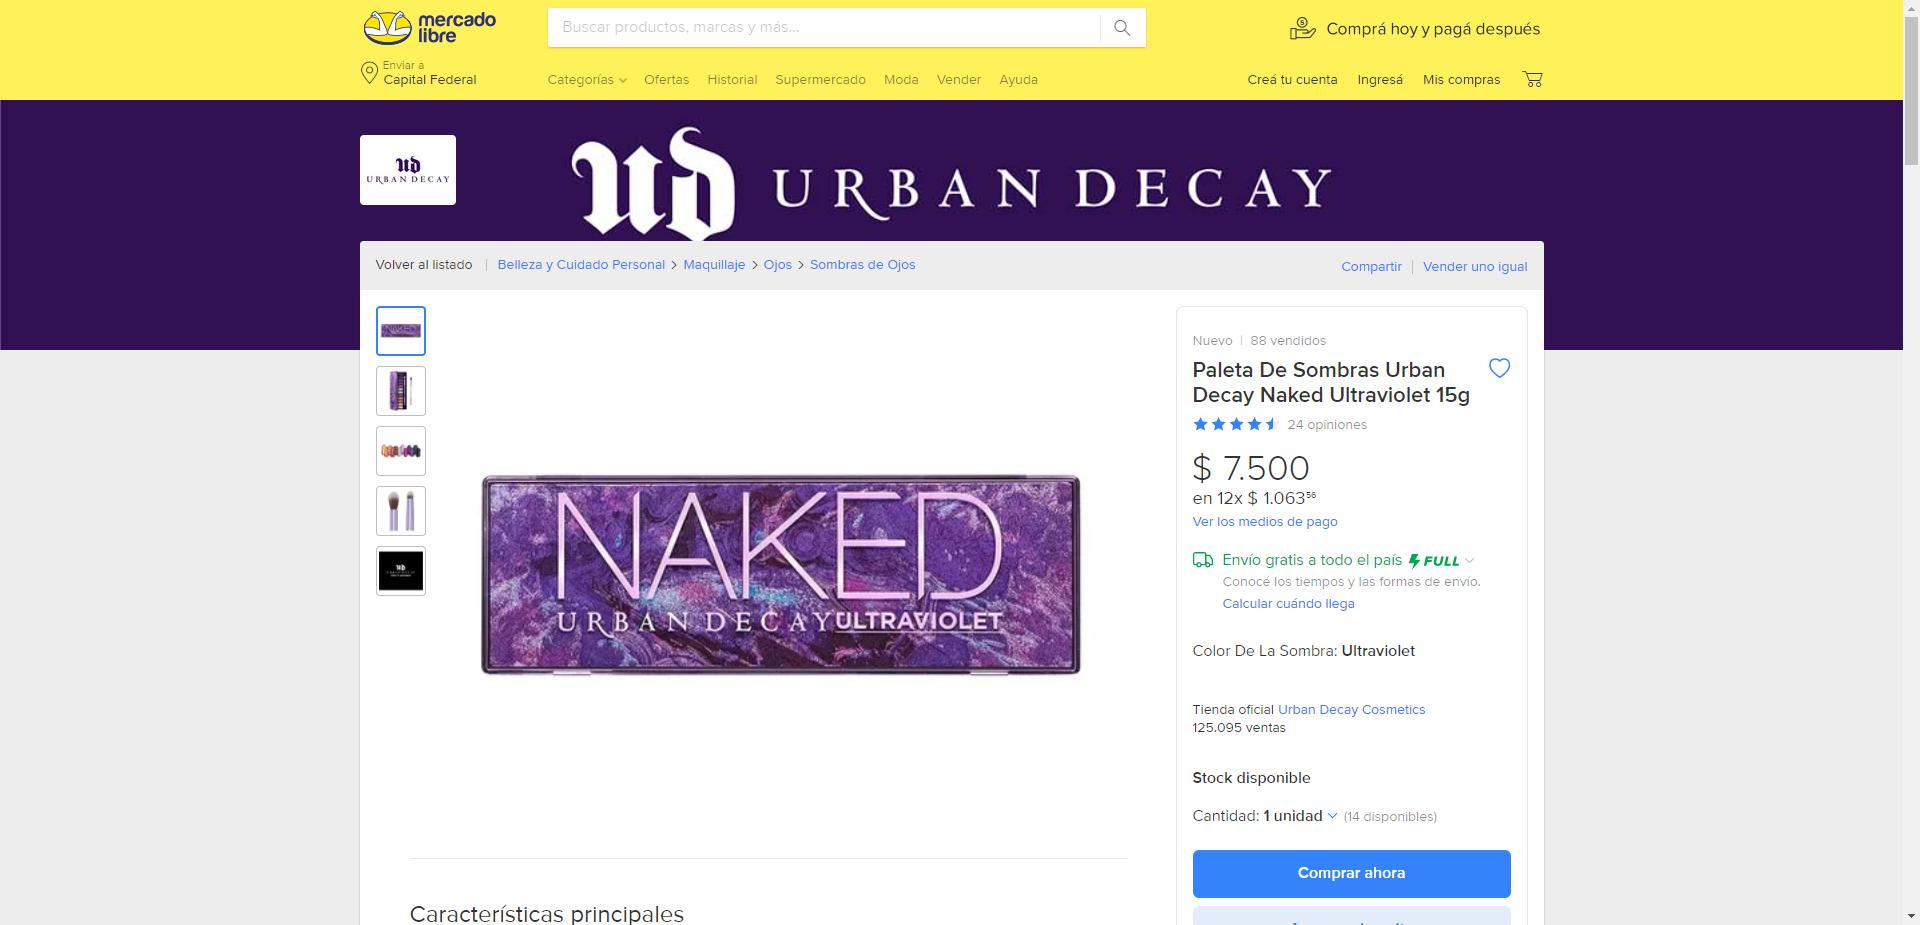 mercado
libre
Buscar productos, marcas y más...
Comprá hoy y pagá después
Enviar a
Capital Federal
Categorías Ofertas Historial Supermercado Moda Vender Ayuda
Creá tu cuenta Ingresá Mis compras
ud
URBAN DECAY
ud URBAN DECAY
Volver al listado | Belleza y Cuidado Personal > Maquillaje > Ojos > Sombras de Ojos
Compartir | Vender uno igual
NAKED
URBAN DECAY ULTRAVIOLET
Nuevo | 88 vendidos
Paleta De Sombras Urban
Decay Naked Ultraviolet 15g
24 opiniones
$ 7.500
en 12x $ 1.063⁵⁶
Ver los medios de pago
Envío gratis a todo el país FULL
Conocé los tiempos y las formas de envío.
Calcular cuándo llega
Color De La Sombra: Ultraviolet
Tienda oficial Urban Decay Cosmetics
125.095 ventas
Stock disponible
Cantidad: 1 unidad (14 disponibles)
Comprar ahora
Características principales